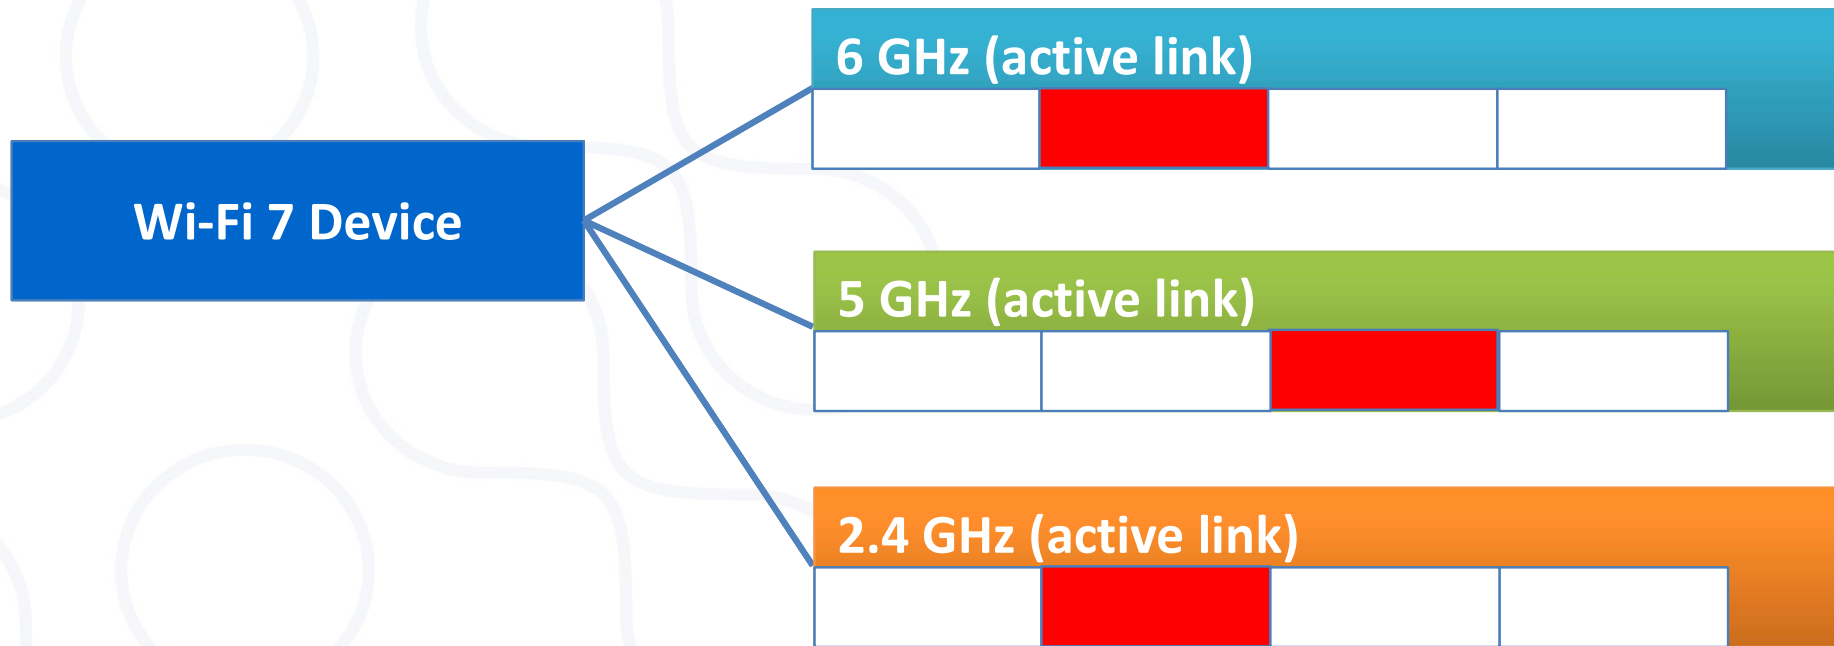 6 GHz (active link)
Wi-Fi 7 Device
5 GHz (active link)
2.4 GHz (active link)